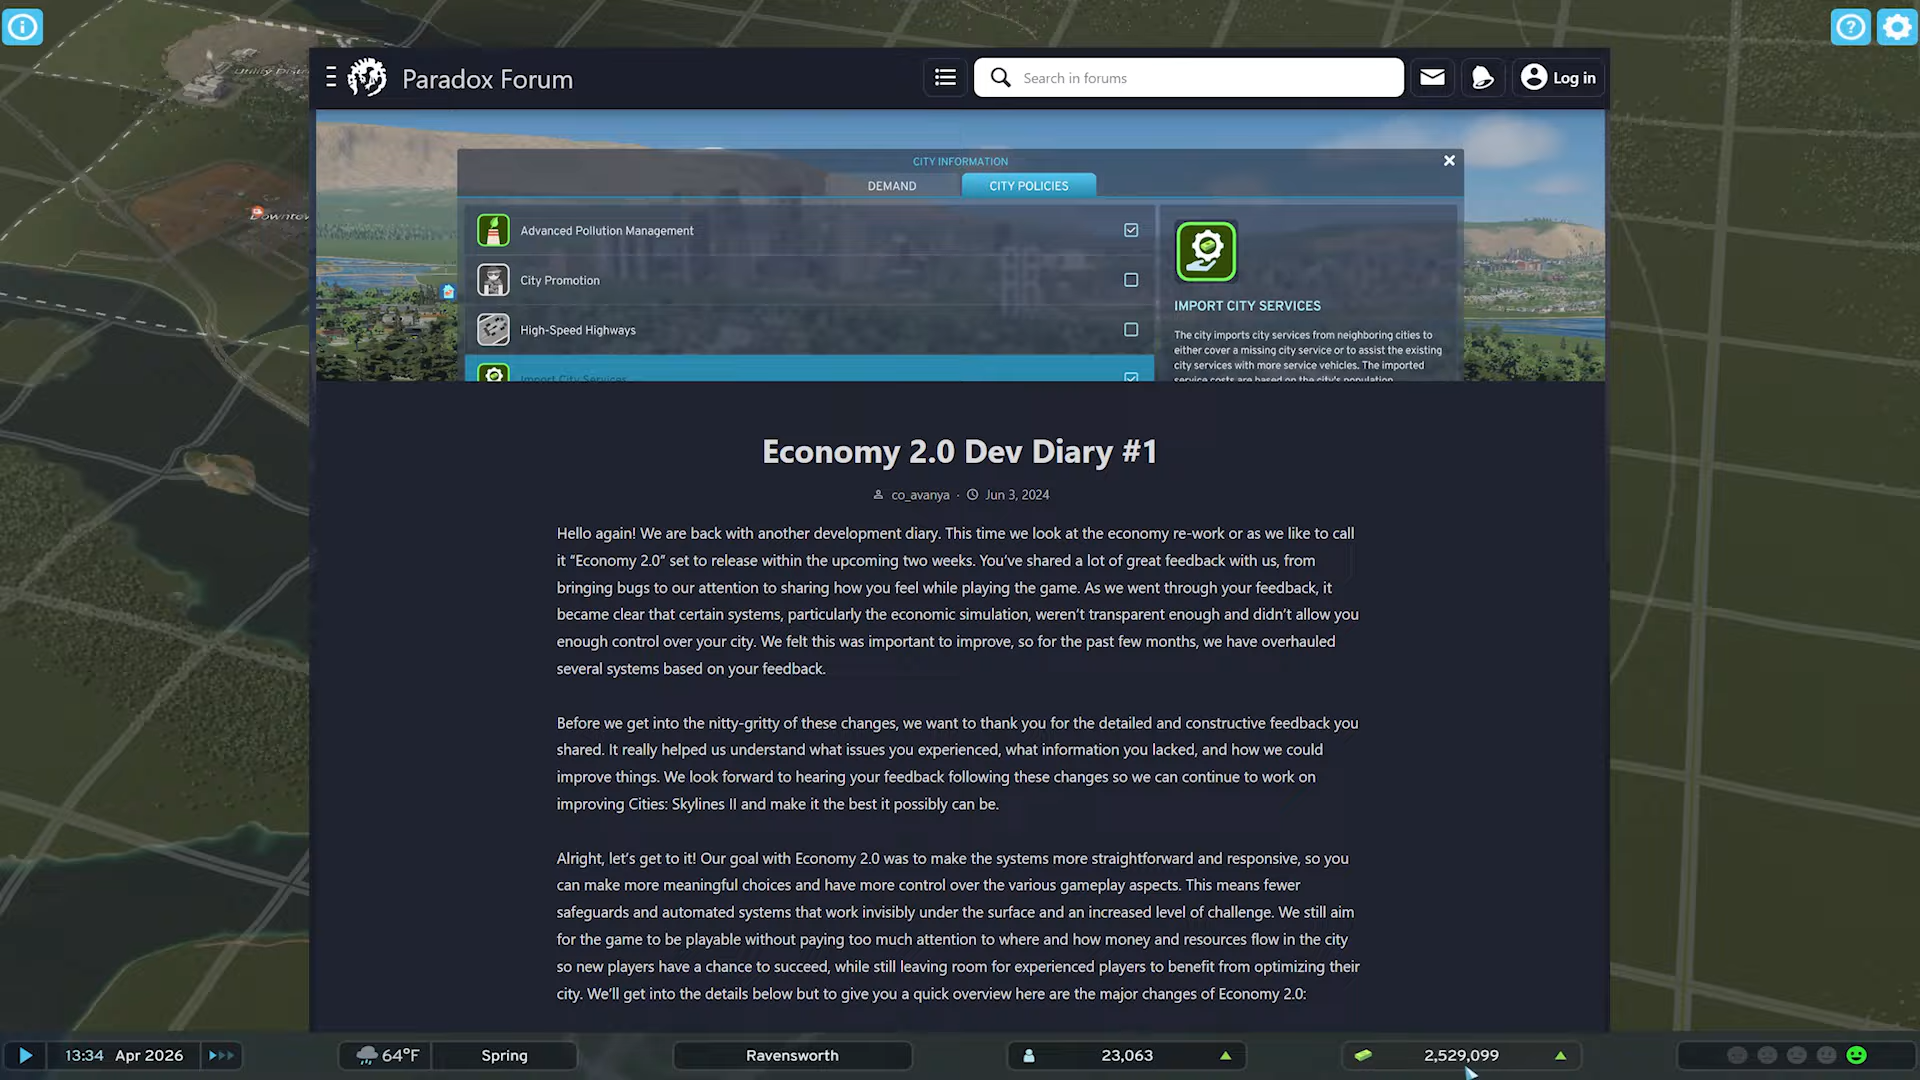 Paradox Forum
Search in forums
Log in
CITY INFORMATION
DEMAND
CITY POLICIES
Advanced Pollution Management
City Promotion
High-Speed Highways
Import City Services
IMPORT CITY SERVICES
The city imports city services from neighboring cities to
either cover a missing city service or to assist the existing
city services with more service vehicles. The imported
service costs are based on the city's population
Economy 2.0 Dev Diary #1
co_avanya · Jun 3, 2024
Hello again! We are back with another development diary. This time we look at the economy re-work or as we like to call
it “Economy 2.0” set to release within the upcoming two weeks. You’ve shared a lot of great feedback with us, from
bringing bugs to our attention to sharing how you feel while playing the game. As we went through your feedback, it
became clear that certain systems, particularly the economic simulation, weren’t transparent enough and didn’t allow you
enough control over your city. We felt this was important to improve, so for the past few months, we have overhauled
several systems based on your feedback.
Before we get into the nitty-gritty of these changes, we want to thank you for the detailed and constructive feedback you
shared. It really helped us understand what issues you experienced, what information you lacked, and how we could
improve things. We look forward to hearing your feedback following these changes so we can continue to work on
improving Cities: Skylines II and make it the best it possibly can be.
Alright, let’s get to it! Our goal with Economy 2.0 was to make the systems more straightforward and responsive, so you
can make more meaningful choices and have more control over the various gameplay aspects. This means fewer
safeguards and automated systems that work invisibly under the surface and an increased level of challenge. We still aim
for the game to be playable without paying too much attention to where and how money and resources flow in the city
so new players have a chance to succeed, while still leaving room for experienced players to benefit from optimizing their
city. We’ll get into the details below but to give you a quick overview here are the major changes of Economy 2.0:
13:34 Apr 2026
64°F
Spring
Ravensworth
23,063
2,529,099